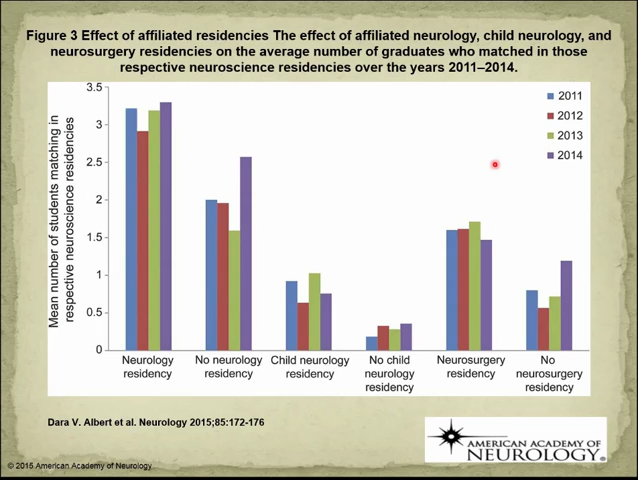 Figure 3 Effect of affiliated residencies The effect of affiliated neurology, child neurology, and
neurosurgery residencies on the average number of graduates who matched in those
respective neuroscience residencies over the years 2011–2014.
Mean number of students matching in
respective neuroscience residencies
3.5
3
2.5
2
1.5
1
0.5
0
2011
2012
2013
2014
Neurology
residency
No neurology
residency
Child neurology
residency
No child
neurology
residency
Neurosurgery
residency
No
neurosurgery
residency
Dara V. Albert et al. Neurology 2015;85:172-176
AMERICAN ACADEMY OF
NEUROLOGY.
© 2015 American Academy of Neurology